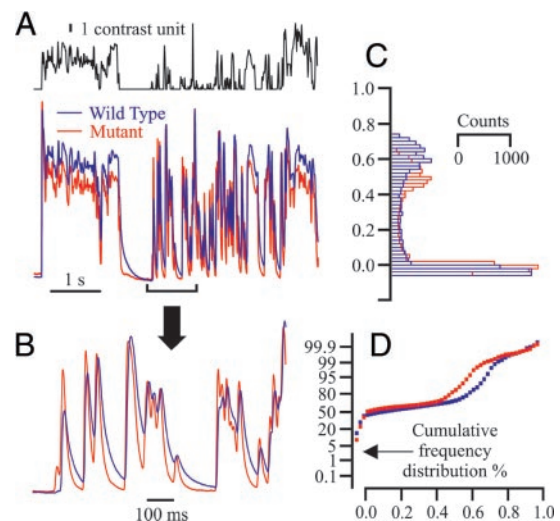 A
1 contrast unit
Wild Type
Mutant
1 s
B
100 ms
C
Counts
0 1000
1.0
0.8
0.6
0.4
0.2
0.0
D
99.9
99
95
80
50
20
5
1
0.1
Cumulative
frequency
distribution %
0.0 0.2 0.4 0.6 0.8 1.0